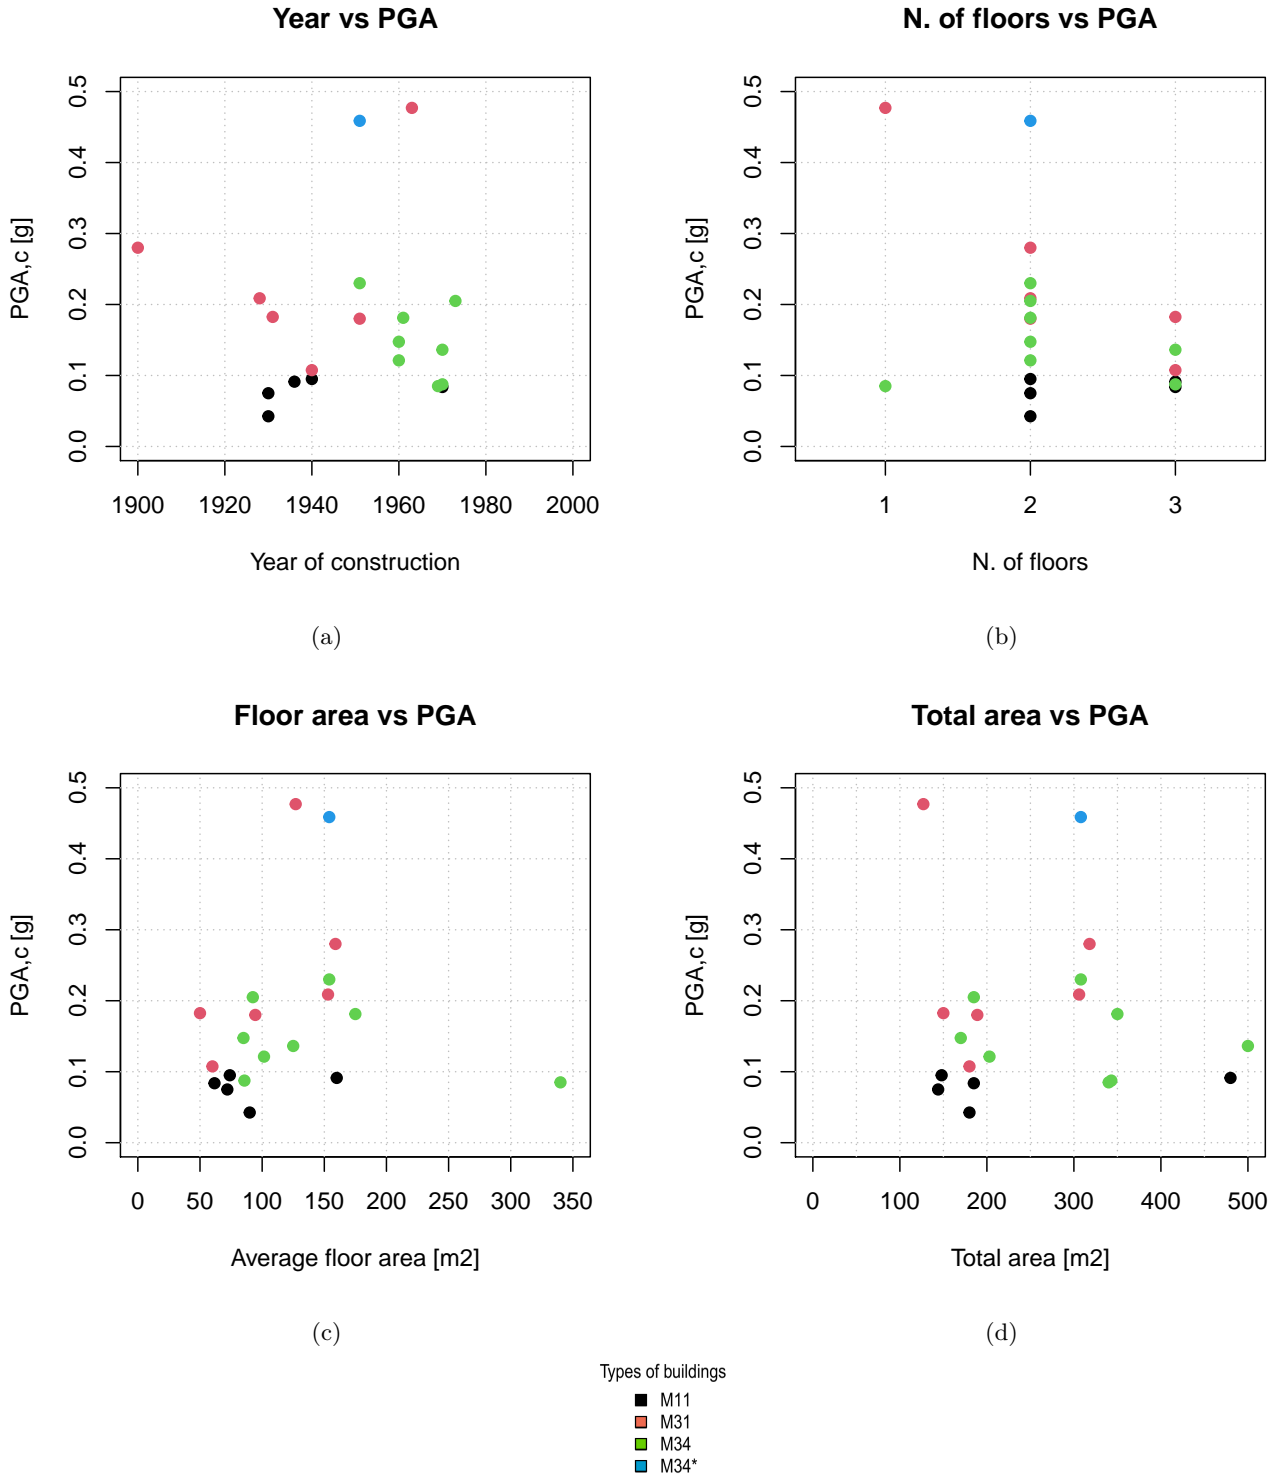 Year vs PGA
0.5
0.4
0.3
0.2
0.1
0.0
PGA,c [g]
1900 1920 1940 1960 1980 2000
Year of construction
(a)
N. of floors vs PGA
0.5
0.4
0.3
0.2
0.1
0.0
PGA,c [g]
1 2 3
N. of floors
(b)
Floor area vs PGA
0.5
0.4
0.3
0.2
0.1
0.0
PGA,c [g]
0 50 100 150 200 250 300 350
Average floor area [m2]
(c)
Total area vs PGA
0.5
0.4
0.3
0.2
0.1
0.0
PGA,c [g]
0 100 200 300 400 500
Total area [m2]
(d)
Types of buildings
M11
M31
M34
M34*